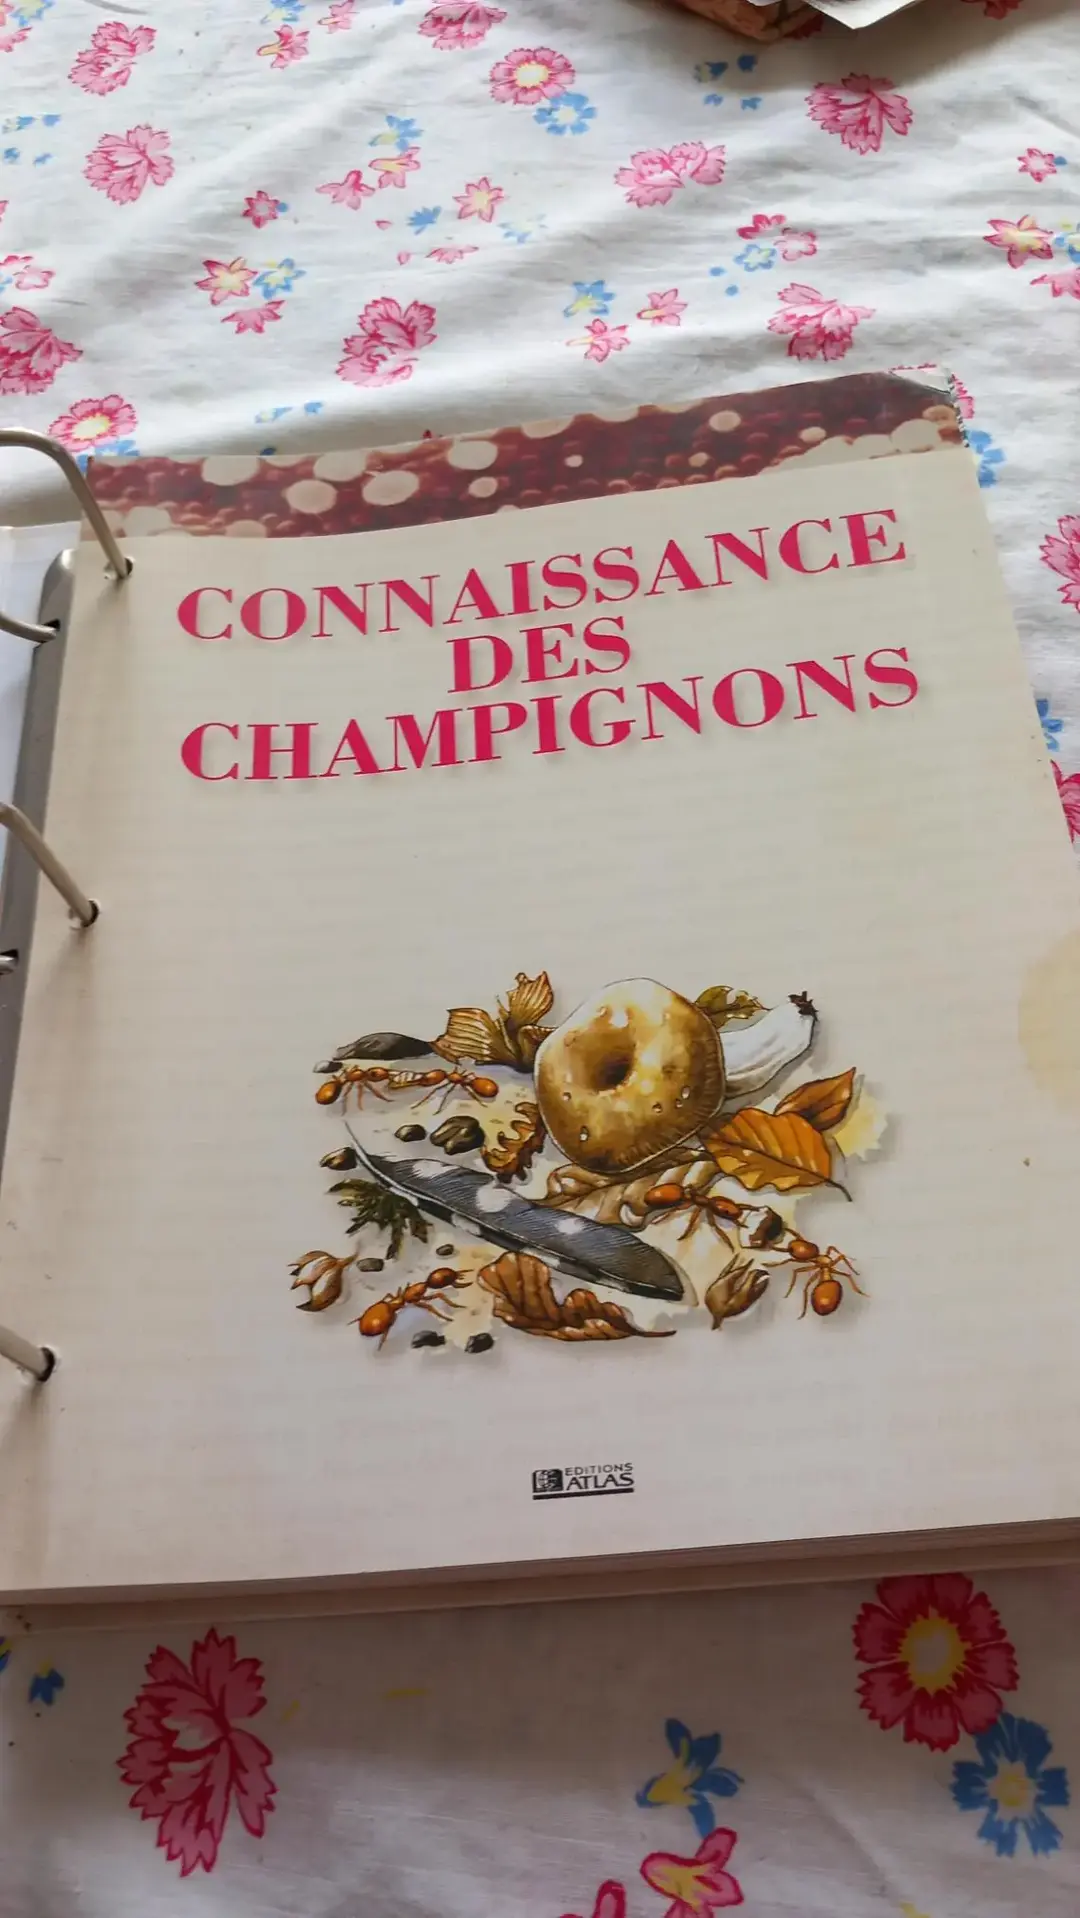 CONNAISSANCE
DES
CHAMPIGNONS
EDITIONS
ATLAS